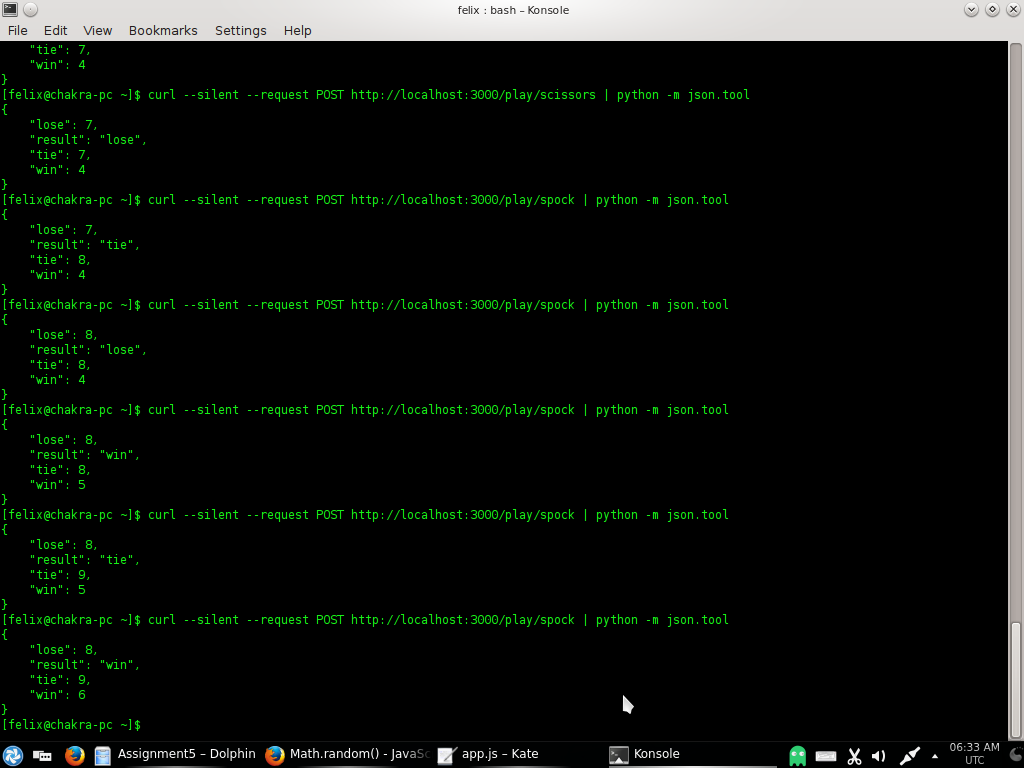 felix : bash – Konsole
File Edit View Bookmarks Settings Help
    "tie": 7,
    "win": 4
}
[felix@chakra-pc ~]$ curl --silent --request POST http://localhost:3000/play/scissors | python -m json.tool
{
    "lose": 7,
    "result": "lose",
    "tie": 7,
    "win": 4
}
[felix@chakra-pc ~]$ curl --silent --request POST http://localhost:3000/play/spock | python -m json.tool
{
    "lose": 7,
    "result": "tie",
    "tie": 8,
    "win": 4
}
[felix@chakra-pc ~]$ curl --silent --request POST http://localhost:3000/play/spock | python -m json.tool
{
    "lose": 8,
    "result": "lose",
    "tie": 8,
    "win": 4
}
[felix@chakra-pc ~]$ curl --silent --request POST http://localhost:3000/play/spock | python -m json.tool
{
    "lose": 8,
    "result": "win",
    "tie": 8,
    "win": 5
}
[felix@chakra-pc ~]$ curl --silent --request POST http://localhost:3000/play/spock | python -m json.tool
{
    "lose": 8,
    "result": "tie",
    "tie": 9,
    "win": 5
}
[felix@chakra-pc ~]$ curl --silent --request POST http://localhost:3000/play/spock | python -m json.tool
{
    "lose": 8,
    "result": "win",
    "tie": 9,
    "win": 6
}
[felix@chakra-pc ~]$
Assignment5 – Dolphin Math.random() - JavaSc app.js – Kate Konsole 06:33 AM
UTC